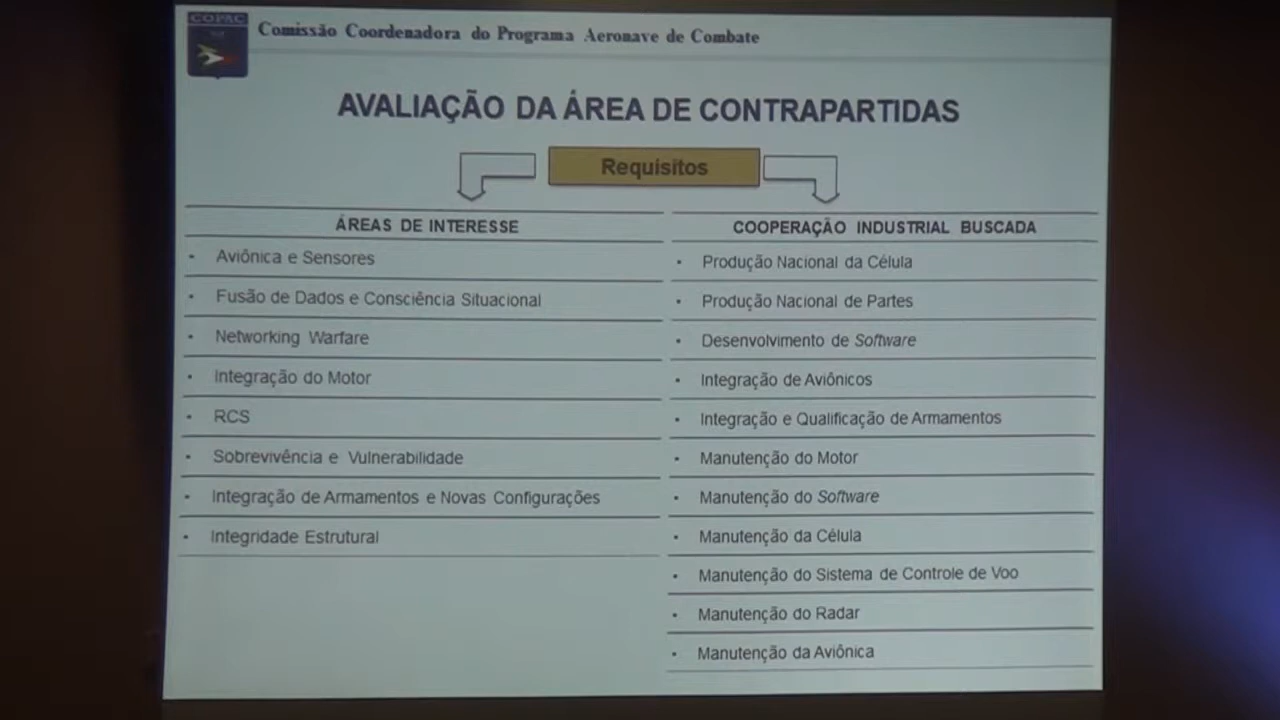 COPAC
Comissão Coordenadora do Programa Aeronave de Combate
AVALIAÇÃO DA ÁREA DE CONTRAPARTIDAS
Requisitos
ÁREAS DE INTERESSE
• Aviônica e Sensores
• Fusão de Dados e Consciência Situacional
• Networking Warfare
• Integração do Motor
• RCS
• Sobrevivência e Vulnerabilidade
• Integração de Armamentos e Novas Configurações
• Integridade Estrutural
COOPERAÇÃO INDUSTRIAL BUSCADA
• Produção Nacional da Célula
• Produção Nacional de Partes
• Desenvolvimento de Software
• Integração de Aviônicos
• Integração e Qualificação de Armamentos
• Manutenção do Motor
• Manutenção do Software
• Manutenção da Célula
• Manutenção do Sistema de Controle de Voo
• Manutenção do Radar
• Manutenção da Aviônica